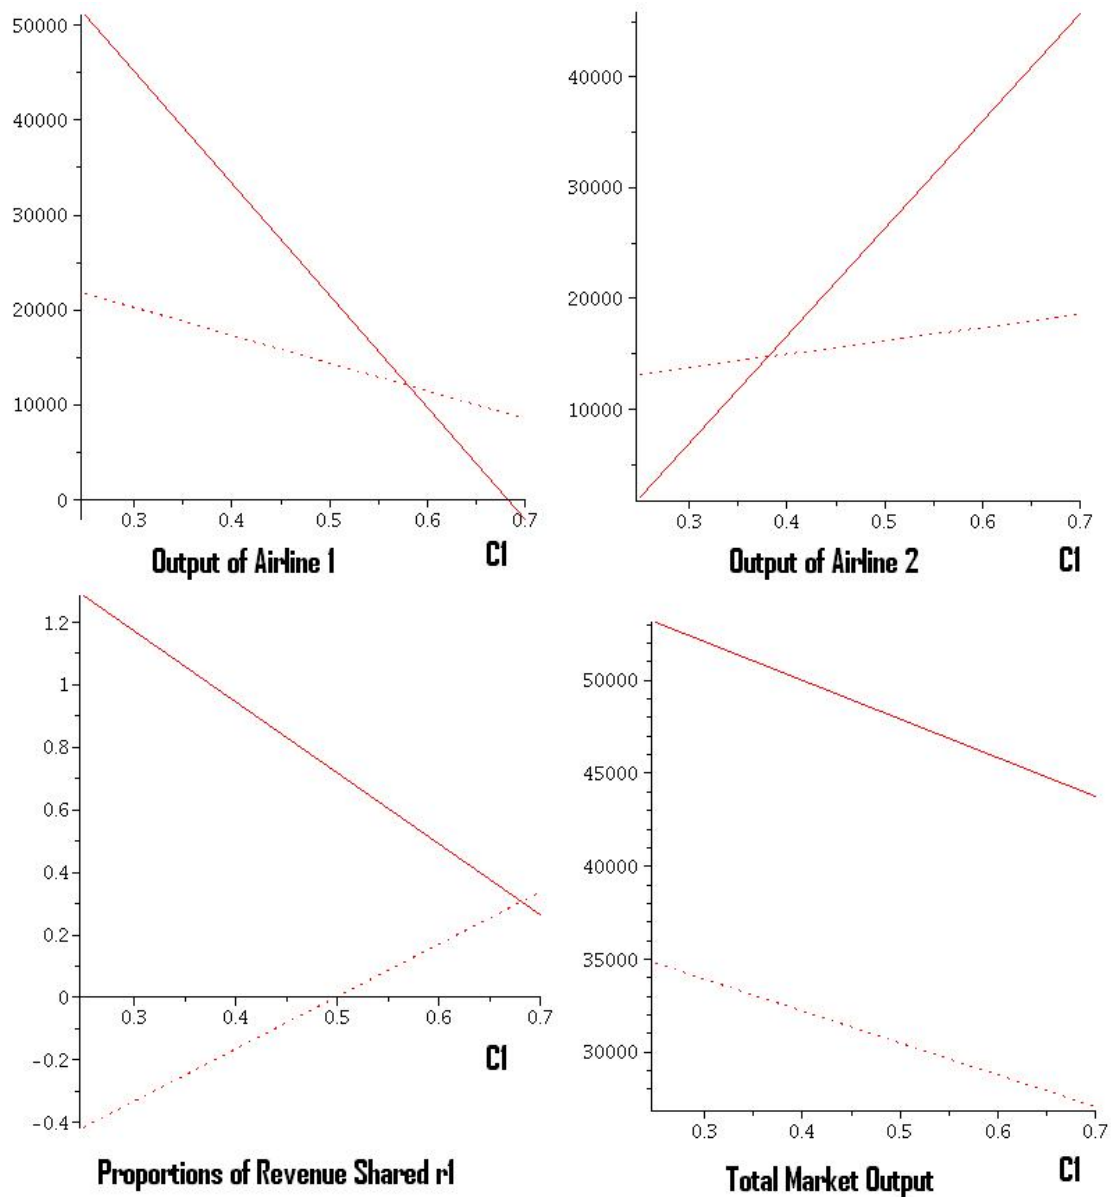 50000
40000
30000
20000
10000
0
0.3 0.4 0.5 0.6 0.7
Output of Airline 1 C1
40000
30000
20000
10000
0.3 0.4 0.5 0.6 0.7
Output of Airline 2 C1
1.2
1
0.8
0.6
0.4
0.2
0
0.3 0.4 0.5 0.6 0.7
C1
-0.2
-0.4
Proportions of Revenue Shared r1
50000
45000
40000
35000
30000
0.3 0.4 0.5 0.6 0.7
Total Market Output C1